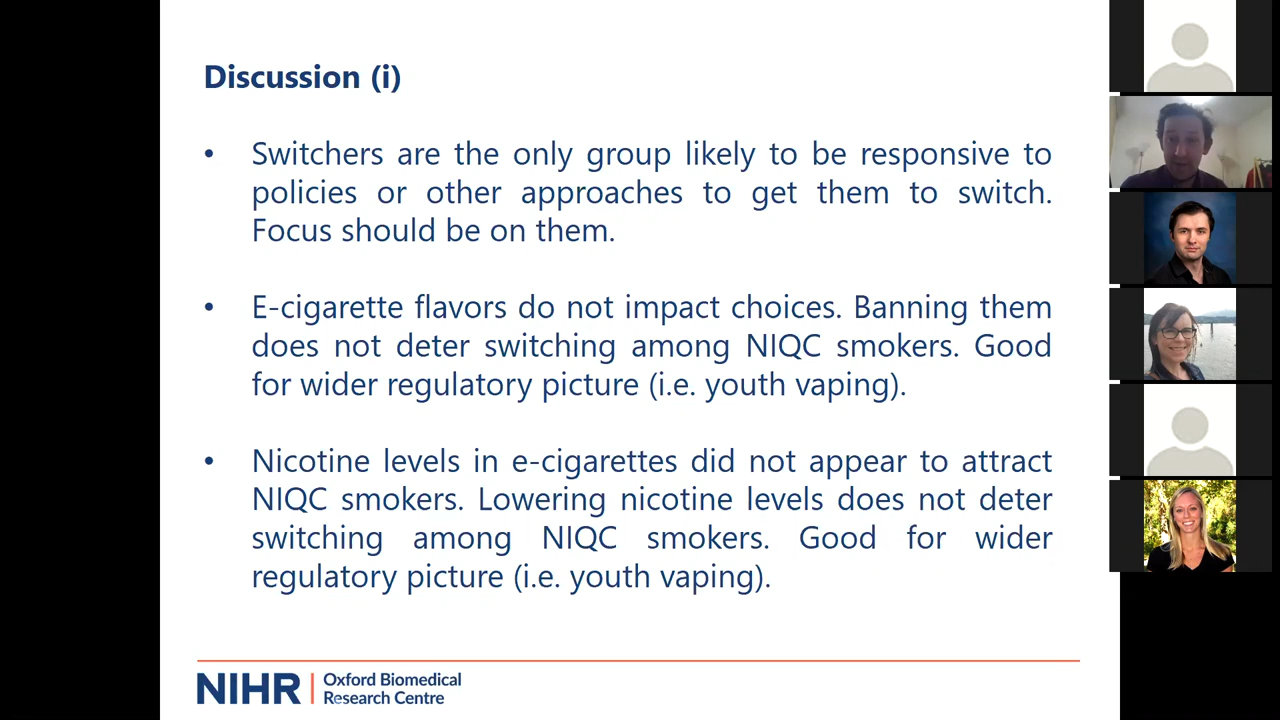 Discussion (i)
• Switchers are the only group likely to be responsive to
policies or other approaches to get them to switch.
Focus should be on them.
• E-cigarette flavors do not impact choices. Banning them
does not deter switching among NIQC smokers. Good
for wider regulatory picture (i.e. youth vaping).
• Nicotine levels in e-cigarettes did not appear to attract
NIQC smokers. Lowering nicotine levels does not deter
switching among NIQC smokers. Good for wider
regulatory picture (i.e. youth vaping).
NIHR | Oxford Biomedical
Research Centre